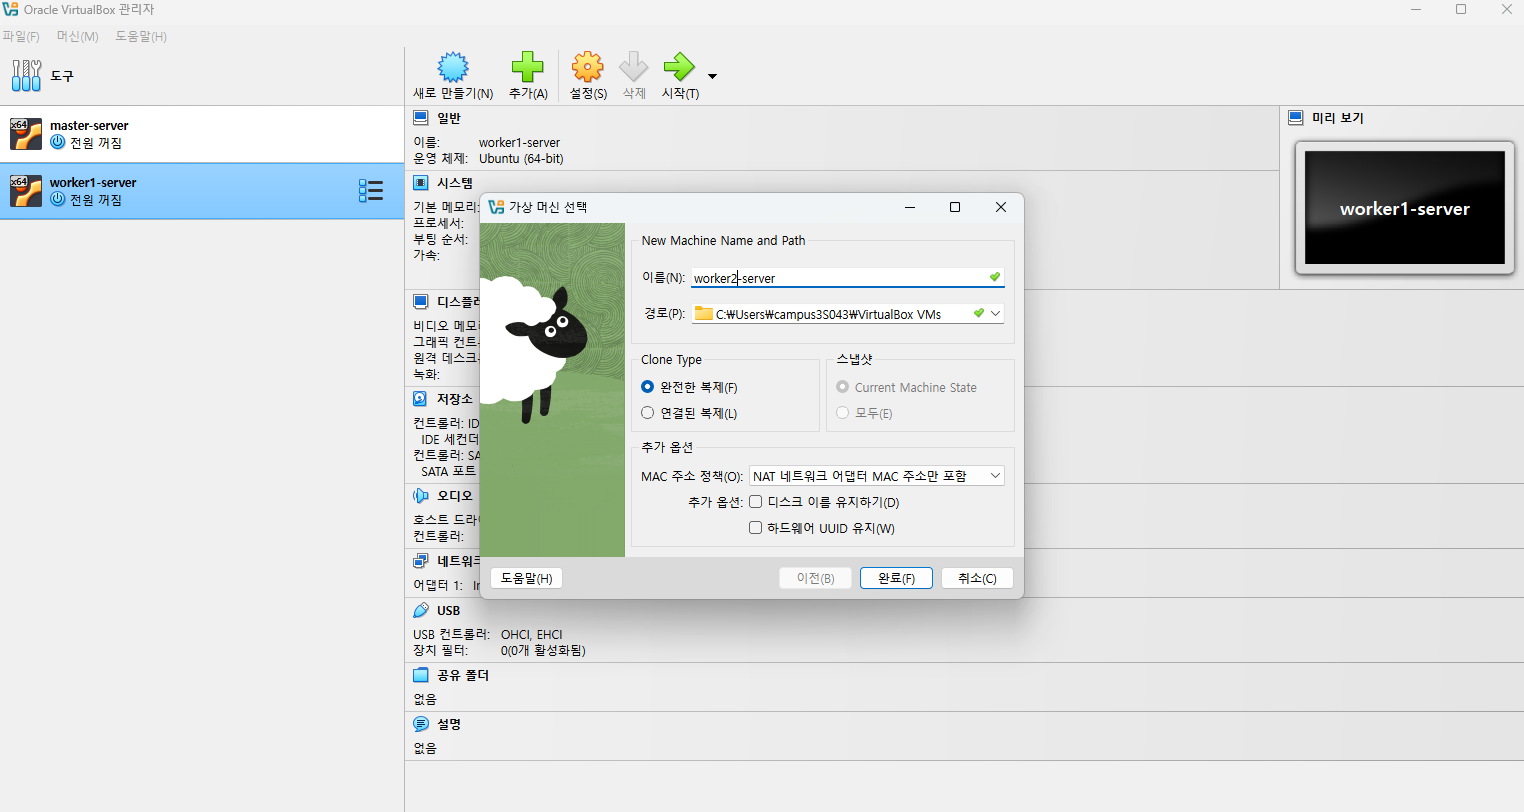 Oracle VirtualBox 관리자
파일(F) 머신(M) 도움말(H)
도구
새로 만들기(N) 추가(A) 설정(S) 삭제 시작(T)
x64 master-server
전원 꺼짐
x64 worker1-server
전원 꺼짐
일반
이름: worker1-server
운영 체제: Ubuntu (64-bit)
미리 보기
worker1-server
시스템
기본 메모리:
프로세서:
부팅 순서:
가속:
디스플레
비디오 메모리
그래픽 컨트
원격 데스크
녹화:
저장소
컨트롤러: ID
IDE 세컨더
컨트롤러: SA
SATA 포트
오디오
호스트 드라이
컨트롤러:
네트워크
어댑터 1: In
USB
USB 컨트롤러: OHCI, EHCI
장치 필터: 0(0개 활성화됨)
공유 폴더
없음
설명
없음
가상 머신 선택
New Machine Name and Path
이름(N): worker2-server
경로(P): C:₩Users₩campus3S043₩VirtualBox VMs
Clone Type
완전한 복제(F)
연결된 복제(L)
스냅샷
Current Machine State
모두(E)
추가 옵션
MAC 주소 정책(O): NAT 네트워크 어댑터 MAC 주소만 포함
추가 옵션: 디스크 이름 유지하기(D)
하드웨어 UUID 유지(W)
도움말(H) 이전(B) 완료(F) 취소(C)